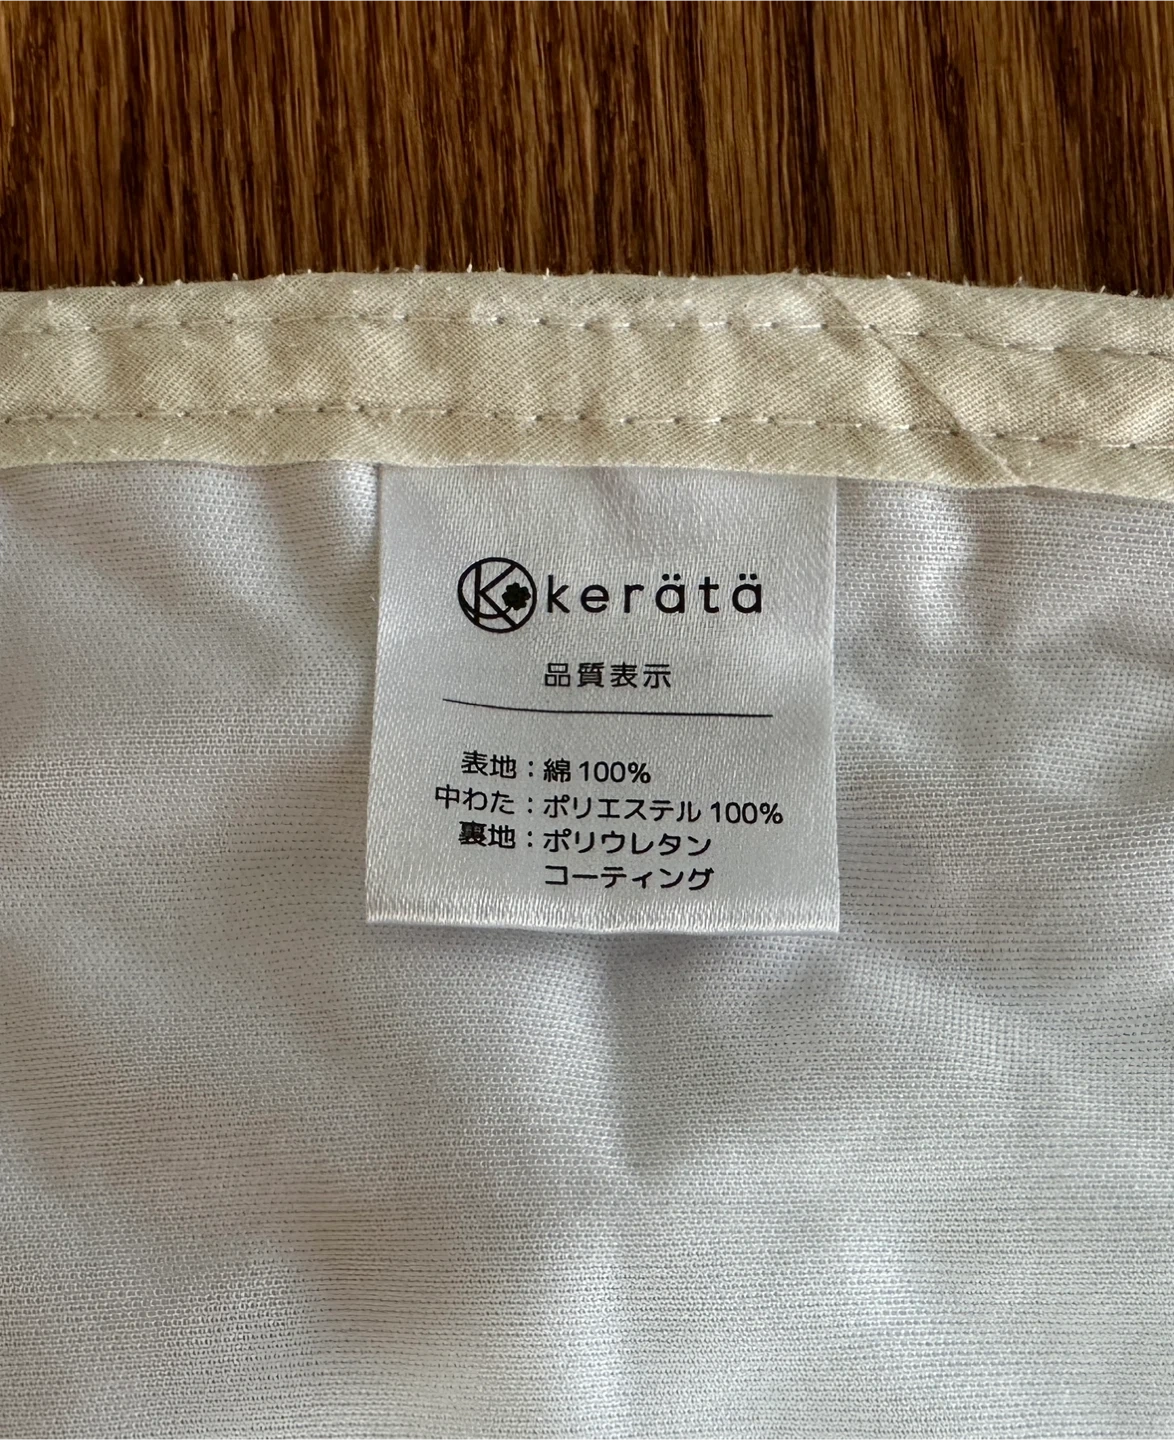 kerätä
品質表示
表地：綿100%
中わた：ポリエステル100%
裏地：ポリウレタン
コーティング